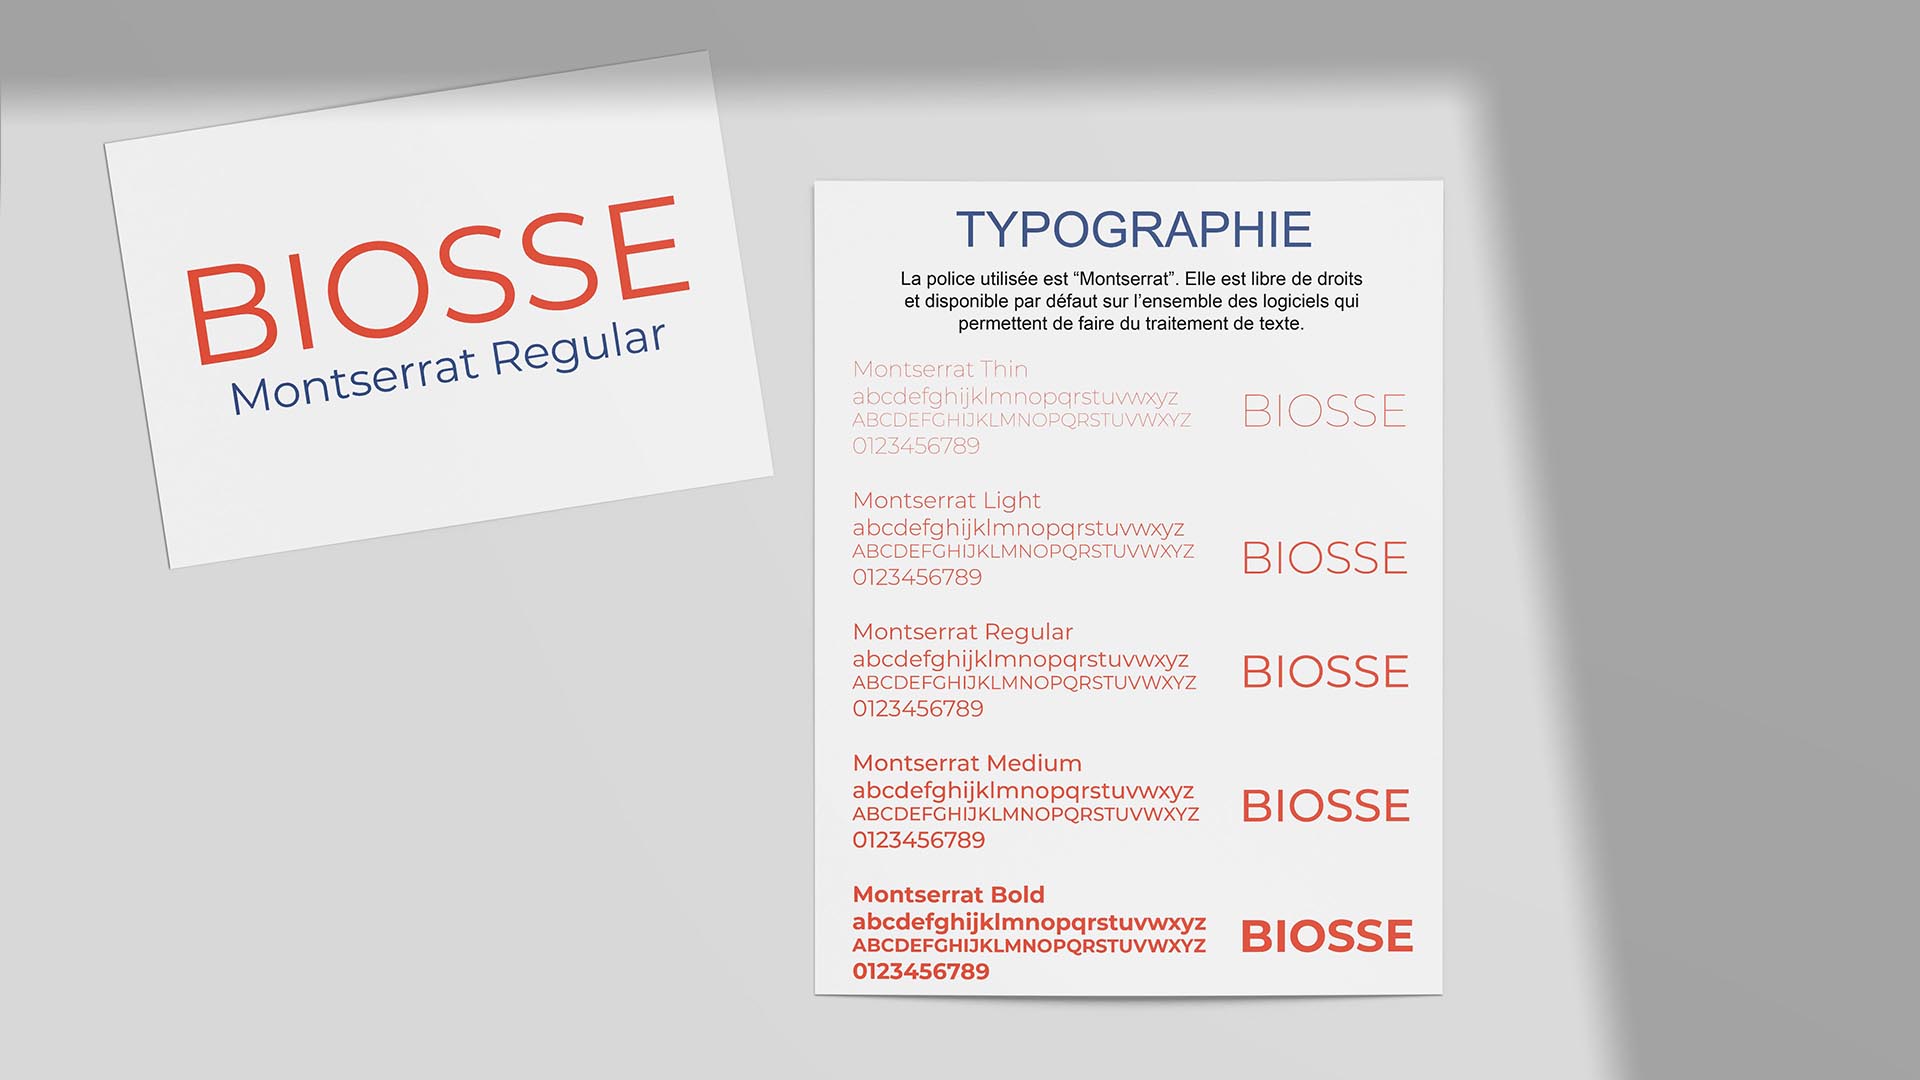 BIOSSE
Montserrat Regular
TYPOGRAPHIE
La police utilisée est “Montserrat”. Elle est libre de droits
et disponible par défaut sur l’ensemble des logiciels qui
permettent de faire du traitement de texte.
Montserrat Thin
abcdefghijklmnopqrstuvwxyz
ABCDEFGHIJKLMNOPQRSTUVWXYZ
0123456789
BIOSSE
Montserrat Light
abcdefghijklmnopqrstuvwxyz
ABCDEFGHIJKLMNOPQRSTUVWXYZ
0123456789
BIOSSE
Montserrat Regular
abcdefghijklmnopqrstuvwxyz
ABCDEFGHIJKLMNOPQRSTUVWXYZ
0123456789
BIOSSE
Montserrat Medium
abcdefghijklmnopqrstuvwxyz
ABCDEFGHIJKLMNOPQRSTUVWXYZ
0123456789
BIOSSE
Montserrat Bold
abcdefghijklmnopqrstuvwxyz
ABCDEFGHIJKLMNOPQRSTUVWXYZ
0123456789
BIOSSE